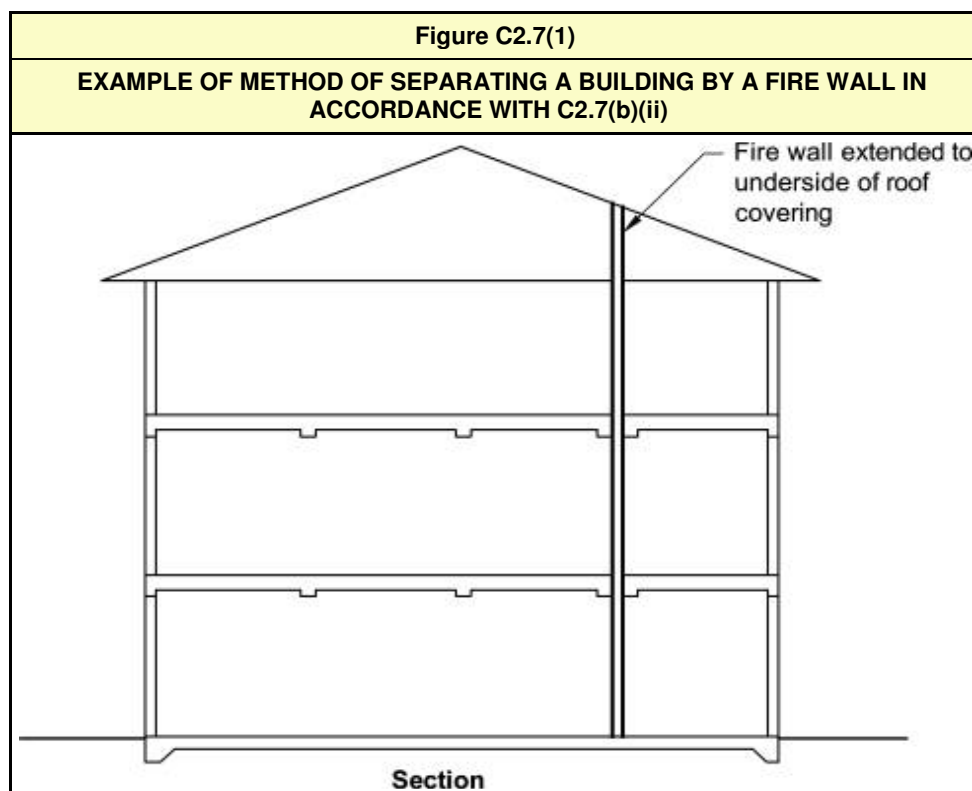 Figure C2.7(1)
EXAMPLE OF METHOD OF SEPARATING A BUILDING BY A FIRE WALL IN
ACCORDANCE WITH C2.7(b)(ii)
Fire wall extended to
underside of roof
covering
Section